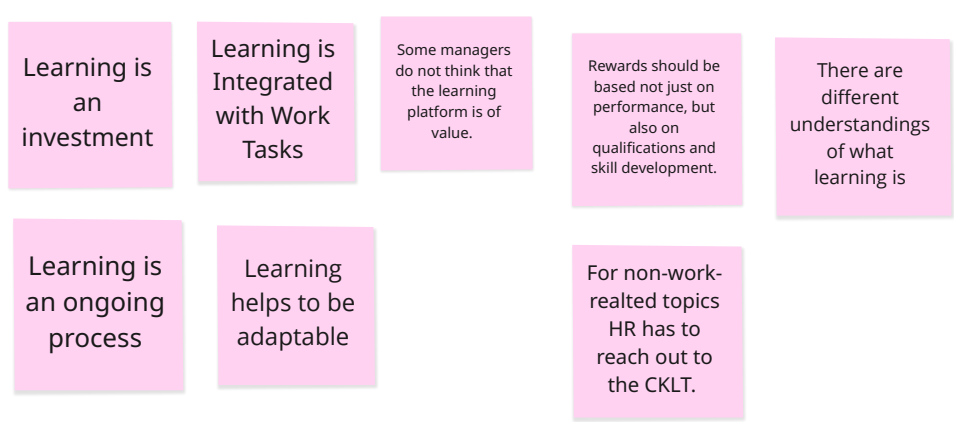 Learning is
an
investment
Learning is
Integrated
with Work
Tasks
Some managers
do not think that
the learning
platform is of
value.
Rewards should be
based not just on
performance, but
also on
qualifications and
skill development.
There are
different
understandings
of what
learning is
Learning is
an ongoing
process
Learning
helps to be
adaptable
For non-work-
realted topics
HR has to
reach out to
the CKLT.